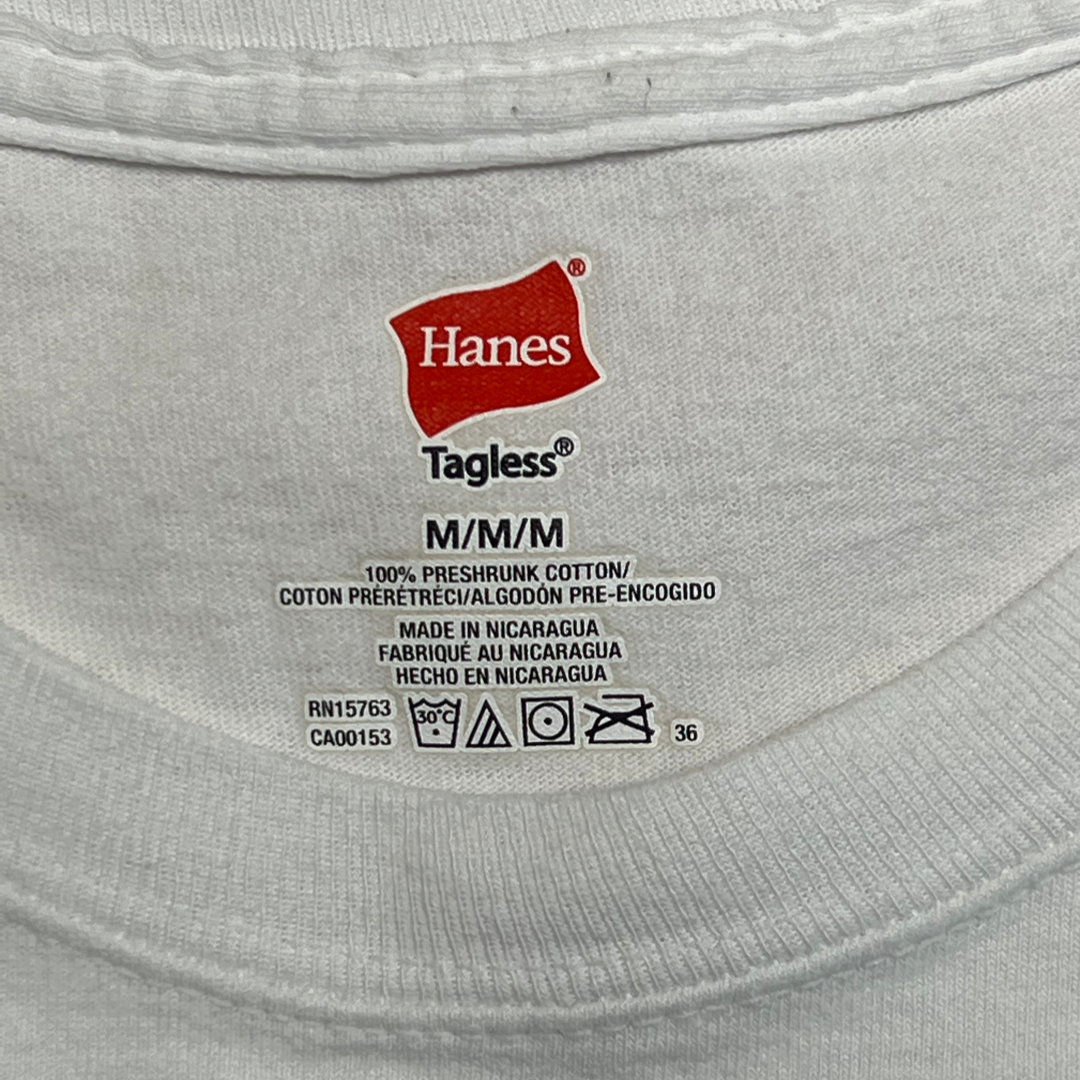 Hanes®
Tagless®
M/M/M
100% PRESHRUNK COTTON/
COTON PRÉRÉTRÉCI/ALGODÓN PRE-ENCOGIDO
MADE IN NICARAGUA
FABRIQUÉ AU NICARAGUA
HECHO EN NICARAGUA
RN15763
CA00153
30°C
36